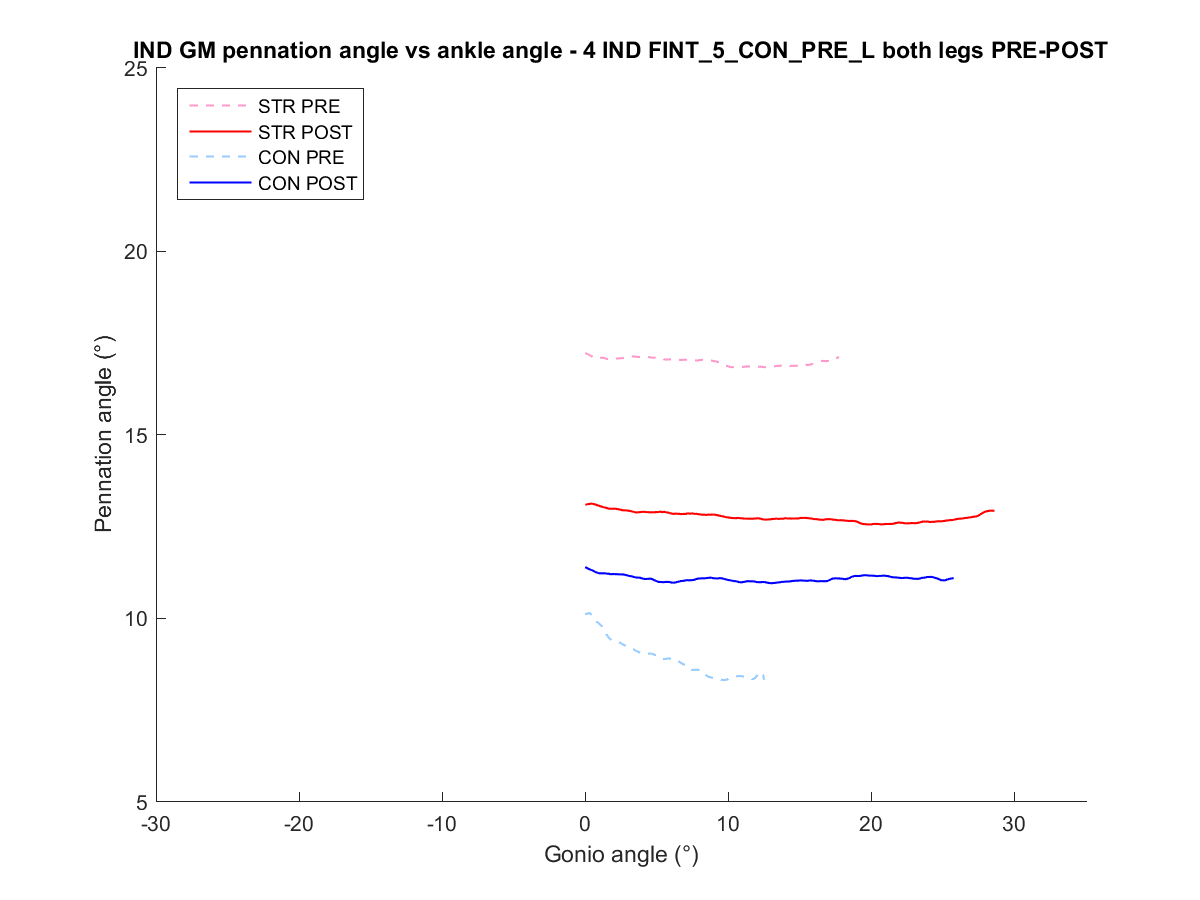 IND GM pennation angle vs ankle angle - 4 IND FINT_5_CON_PRE_L both legs PRE-POST
25
STR PRE
STR POST
CON PRE
CON POST
20
15
10
5
Pennation angle (°)
-30 -20 -10 0 10 20 30
Gonio angle (°)